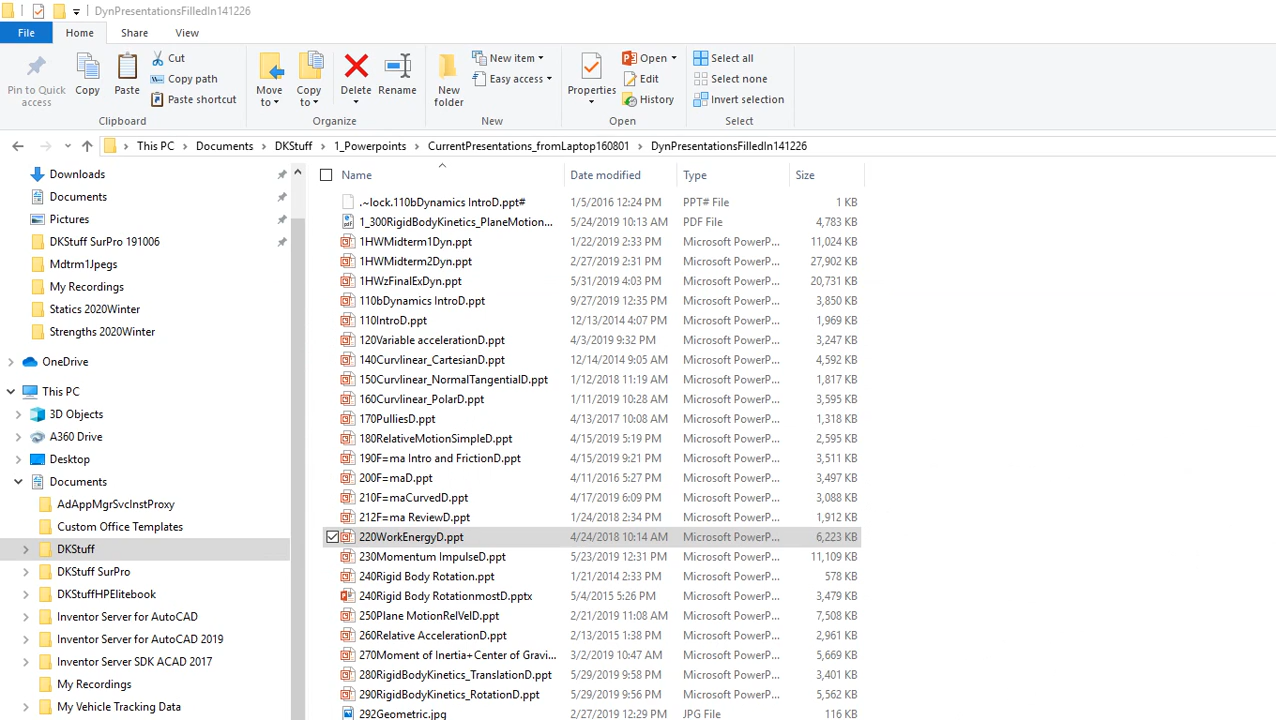 DynPresentationsFilledIn141226
File Home Share View
Pin to Quick access
Copy
Paste
Cut
Copy path
Paste shortcut
Clipboard
Move to
Copy to
Delete
Rename
Organize
New folder
New item
Easy access
New
Properties
Open
Edit
History
Open
Select all
Select none
Invert selection
Select
This PC › Documents › DKStuff › 1_Powerpoints › CurrentPresentations_fromLaptop160801 › DynPresentationsFilledIn141226
Downloads
Documents
Pictures
DKStuff SurPro 191006
Mdtrm1Jpegs
My Recordings
Statics 2020Winter
Strengths 2020Winter
OneDrive
This PC
3D Objects
A360 Drive
Desktop
Documents
AdAppMgrSvcInstProxy
Custom Office Templates
DKStuff
DKStuff SurPro
DKStuffHPElitebook
Inventor Server for AutoCAD
Inventor Server for AutoCAD 2019
Inventor Server SDK ACAD 2017
My Recordings
My Vehicle Tracking Data
Name Date modified Type Size
.~lock.110bDynamics IntroD.ppt# 1/5/2016 12:24 PM PPT# File 1 KB
1_300RigidBodyKinetics_PlaneMotion... 5/24/2019 10:13 AM PDF File 4,783 KB
1HWMidterm1Dyn.ppt 1/22/2019 2:33 PM Microsoft PowerP... 11,024 KB
1HWMidterm2Dyn.ppt 2/27/2019 2:31 PM Microsoft PowerP... 27,902 KB
1HWzFinalExDyn.ppt 5/31/2019 4:03 PM Microsoft PowerP... 20,731 KB
110bDynamics IntroD.ppt 9/27/2019 12:35 PM Microsoft PowerP... 3,850 KB
110IntroD.ppt 12/13/2014 4:07 PM Microsoft PowerP... 1,969 KB
120Variable accelerationD.ppt 4/3/2019 9:32 PM Microsoft PowerP... 3,247 KB
140Curvlinear_CartesianD.ppt 12/14/2014 9:05 AM Microsoft PowerP... 4,592 KB
150Curvlinear_NormalTangentialD.ppt 1/12/2018 11:19 AM Microsoft PowerP... 1,817 KB
160Curvlinear_PolarD.ppt 1/11/2019 10:28 AM Microsoft PowerP... 3,595 KB
170PulliesD.ppt 4/13/2017 10:08 AM Microsoft PowerP... 1,318 KB
180RelativeMotionSimpleD.ppt 4/15/2019 5:19 PM Microsoft PowerP... 2,595 KB
190F=ma Intro and FrictionD.ppt 4/15/2019 9:21 PM Microsoft PowerP... 3,511 KB
200F=maD.ppt 4/11/2016 5:27 PM Microsoft PowerP... 3,497 KB
210F=maCurvedD.ppt 4/17/2019 6:09 PM Microsoft PowerP... 3,088 KB
212F=ma ReviewD.ppt 1/24/2018 2:34 PM Microsoft PowerP... 1,912 KB
220WorkEnergyD.ppt 4/24/2018 10:14 AM Microsoft PowerP... 6,223 KB
230Momentum ImpulseD.ppt 5/23/2019 12:31 PM Microsoft PowerP... 11,109 KB
240Rigid Body Rotation.ppt 1/21/2014 2:33 PM Microsoft PowerP... 578 KB
240Rigid Body RotationmostD.pptx 5/4/2015 5:26 PM Microsoft PowerP... 3,479 KB
250Plane MotionRelVelD.ppt 2/21/2019 11:08 AM Microsoft PowerP... 7,508 KB
260Relative AccelerationD.ppt 2/13/2015 1:38 PM Microsoft PowerP... 2,961 KB
270Moment of Inertia+Center of Gravi... 3/2/2019 10:47 AM Microsoft PowerP... 5,669 KB
280RigidBodyKinetics_TranslationD.ppt 5/29/2019 9:58 PM Microsoft PowerP... 3,401 KB
290RigidBodyKinetics_RotationD.ppt 5/29/2019 9:56 PM Microsoft PowerP... 5,562 KB
292Geometric.jpg 2/27/2019 12:29 PM JPG File 116 KB